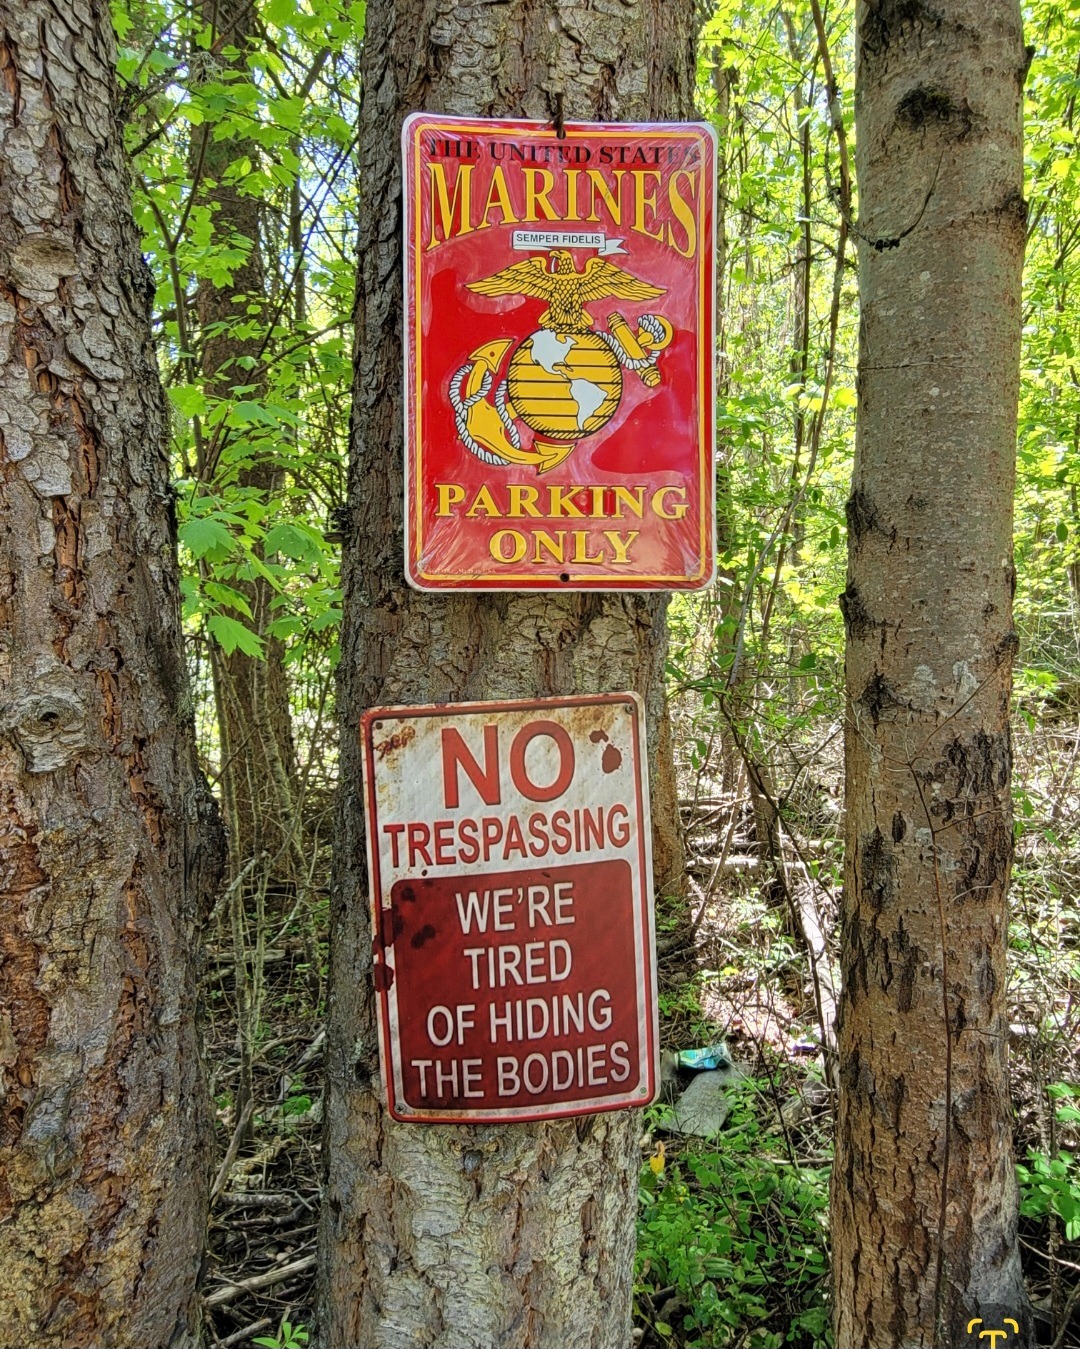 THE UNITED STATES
MARINES
SEMPER FIDELIS
PARKING
ONLY
NO
TRESPASSING
WE'RE
TIRED
OF HIDING
THE BODIES